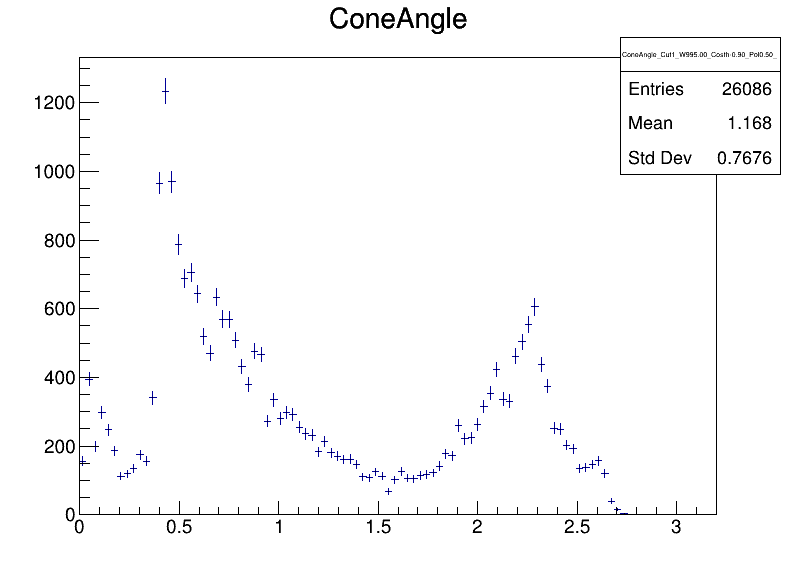 ConeAngle
ConeAngle_Cut1_W995.00_Costh-0.90_Pol0.50_
Entries 26086
Mean 1.168
Std Dev 0.7676
1200
1000
800
600
400
200
0
0 0.5 1 1.5 2 2.5 3